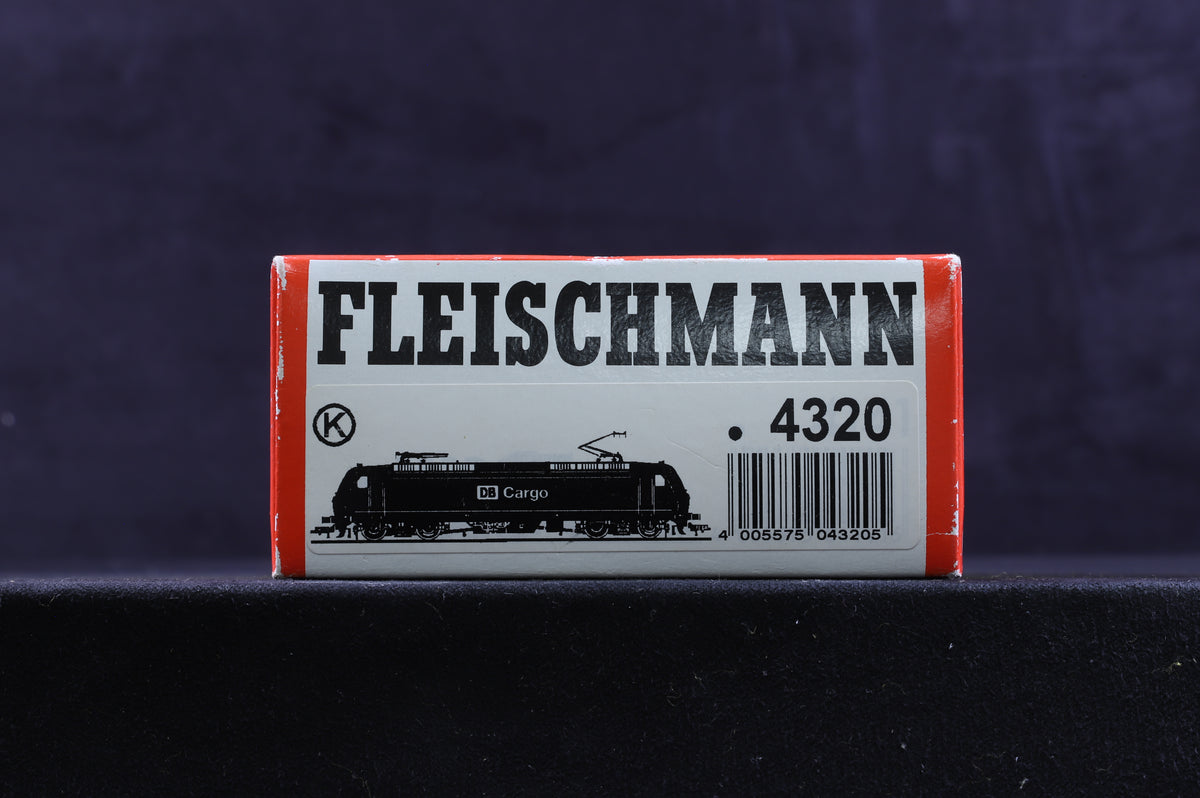 FLEISCHMANN
K
. 4320
DB Cargo
4 005575 043205